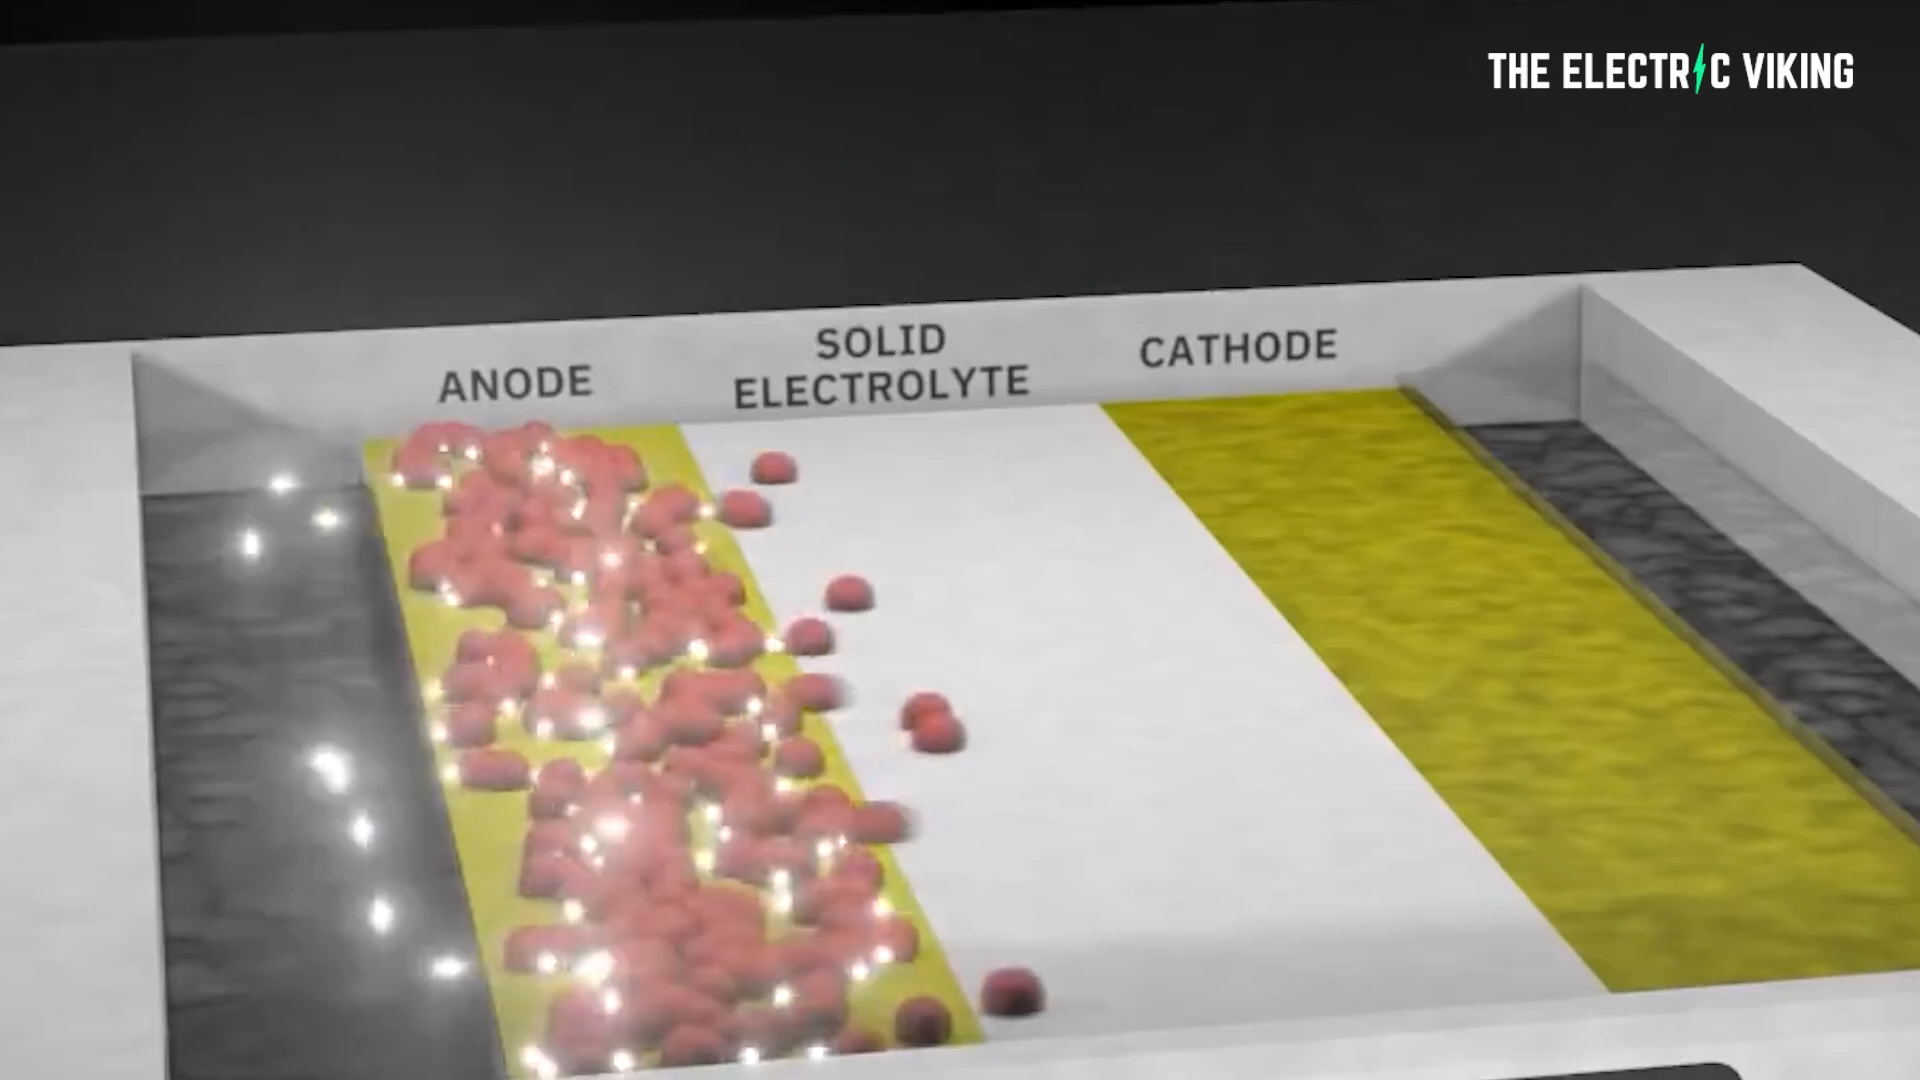 THE ELECTRIC VIKING
ANODE
SOLID
ELECTROLYTE
CATHODE